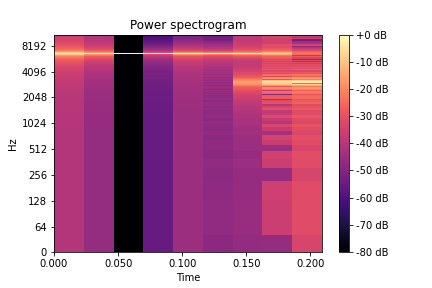 Power spectrogram
8192
4096
2048
1024
512
256
128
64
0
Hz
0.000 0.050 0.100 0.150 0.200
Time
+0 dB
-10 dB
-20 dB
-30 dB
-40 dB
-50 dB
-60 dB
-70 dB
-80 dB